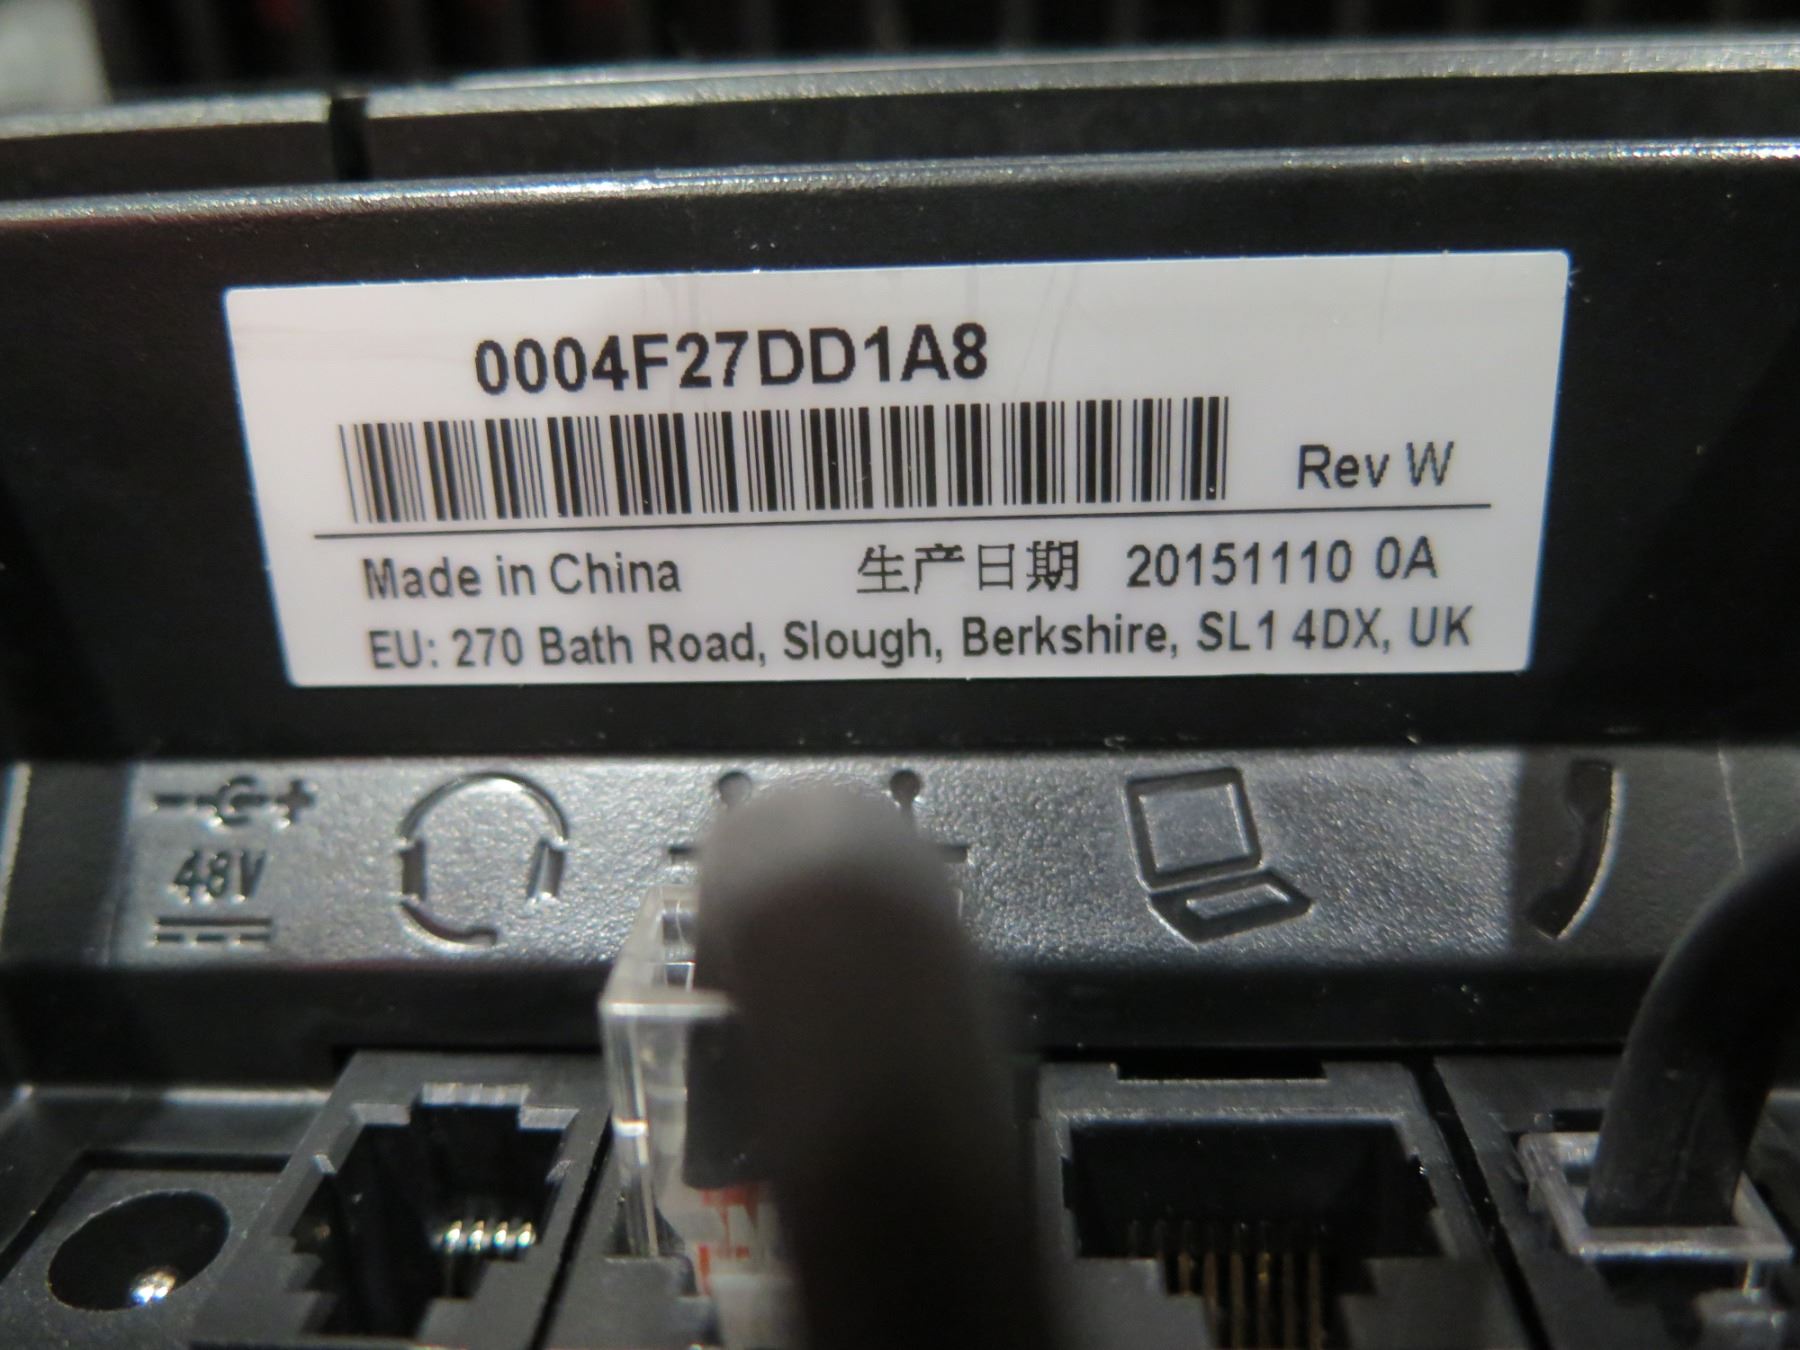 0004F27DD1A8
Rev W
Made in China 生产日期 20151110 0A
EU: 270 Bath Road, Slough, Berkshire, SL1 4DX, UK
48V